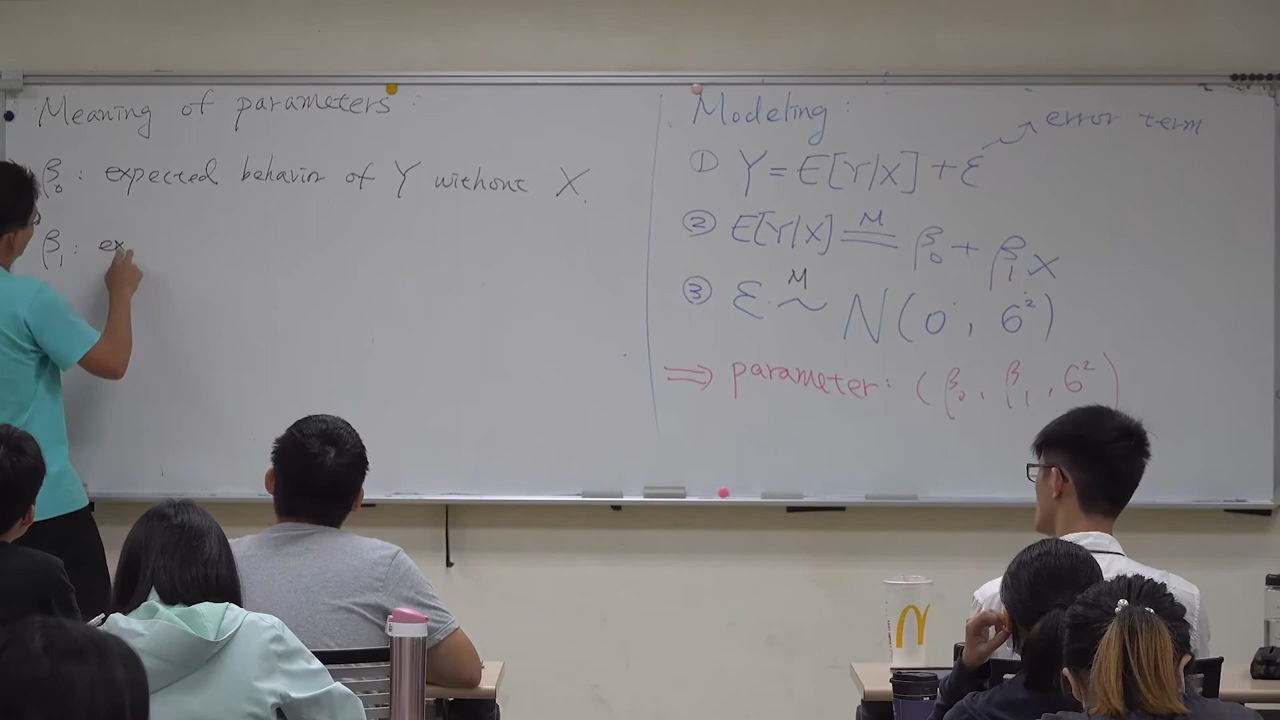 Meaning of parameters :
β₀ : expected behavior of Y without X.
β₁ : ex
Modeling :
① Y = E[Y|X] + ε → error term
② E[Y|X] =ᴹ β₀ + β₁ X
③ ε ~ᴹ N(0, σ²)
⇒ parameter: (β₀, β₁, σ²)